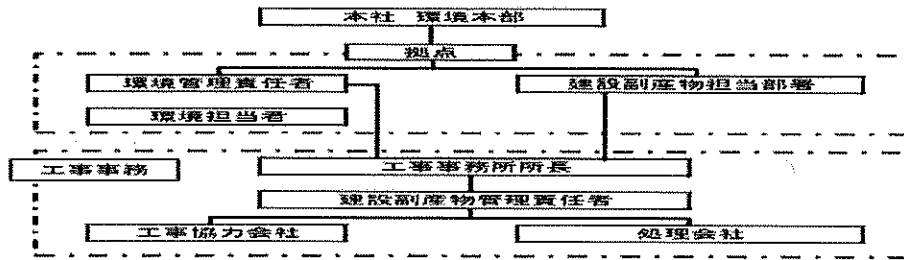 本社 環境本部
拠点
環境管理責任者
建設副産物担当部署
環境担当者
工事事務
工事事務所所長
建設副産物管理責任者
工事協力会社
処理会社